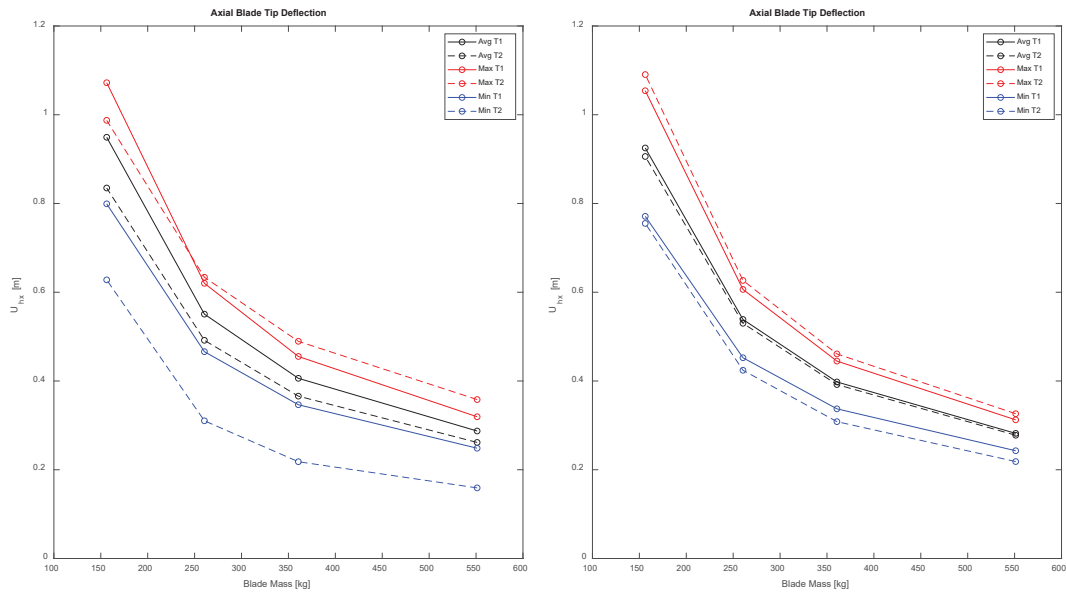 Axial Blade Tip Deflection
1.2
1
0.8
0.6
0.4
0.2
0
U hx [m]
100 150 200 250 300 350 400 450 500 550 600
Blade Mass [kg]
Avg T1
Avg T2
Max T1
Max T2
Min T1
Min T2
Axial Blade Tip Deflection
1.2
1
0.8
0.6
0.4
0.2
0
U hx [m]
100 150 200 250 300 350 400 450 500 550 600
Blade Mass [kg]
Avg T1
Avg T2
Max T1
Max T2
Min T1
Min T2